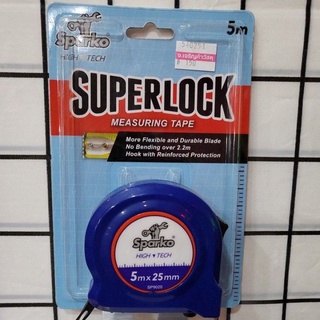 Sparko
HIGH ♥ TECH
5m
SUPERLOCK
MEASURING TAPE
More Flexible and Durable Blade
No Bending over 2.2m
Hook with Reinforced Protection
Sparko
HIGH ♥ TECH
5m×25mm